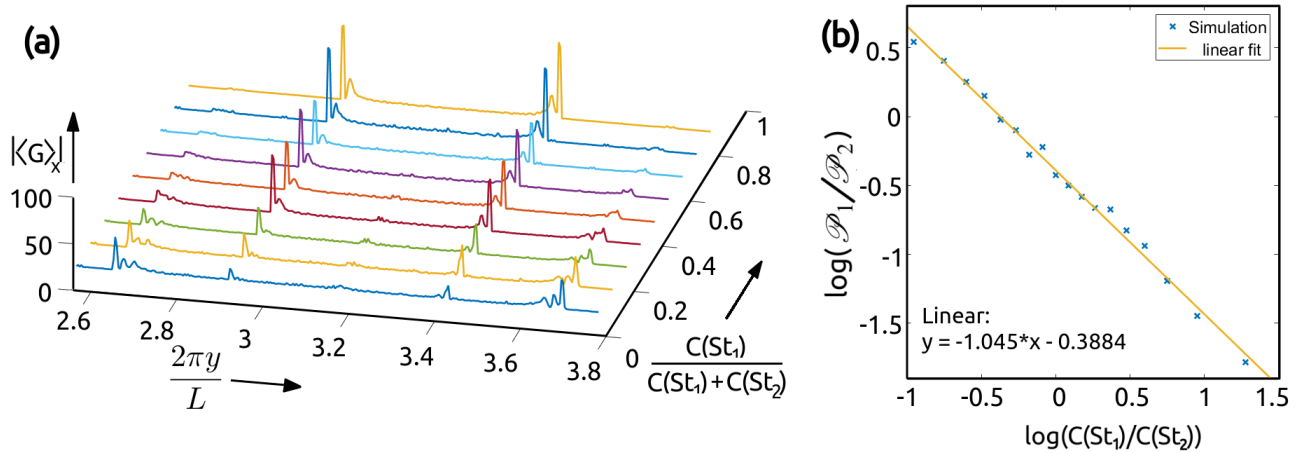 (a)
|⟨G⟩ₓ|
100
50
0
2.6
2.8
3
3.2
3.4
3.6
3.8
2πy
L
0
0.2
0.4
0.6
0.8
1
C(St₁)
C(St₁)+C(St₂)
(b)
Simulation
linear fit
log(𝒫₁/𝒫₂)
0.5
0
-0.5
-1
-1.5
Linear:
y = -1.045*x - 0.3884
-1
-0.5
0
0.5
1
1.5
log(C(St₁)/C(St₂))